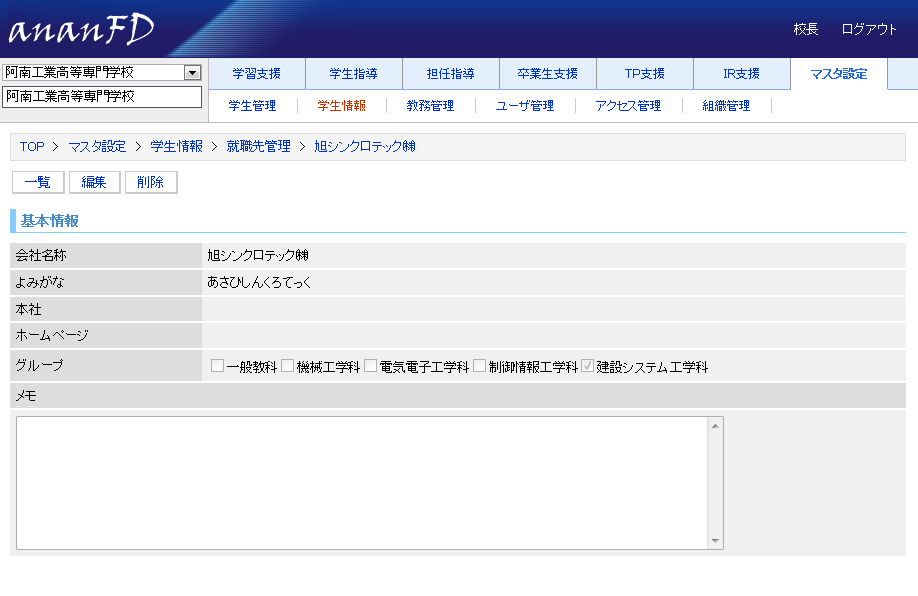 ananFD
校長 ログアウト
阿南工業高等専門学校
阿南工業高等専門学校
学習支援 学生指導 担任指導 卒業生支援 TP支援 IR支援 マスタ設定
学生管理 学生情報 教務管理 ユーザ管理 アクセス管理 組織管理
TOP > マスタ設定 > 学生情報 > 就職先管理 > 旭シンクロテック㈱
一覧 編集 削除
基本情報
会社名称 旭シンクロテック㈱
よみがな あさひしんくろてっく
本社
ホームページ
グループ 一般教科 機械工学科 電気電子工学科 制御情報工学科 建設システム工学科
メモ